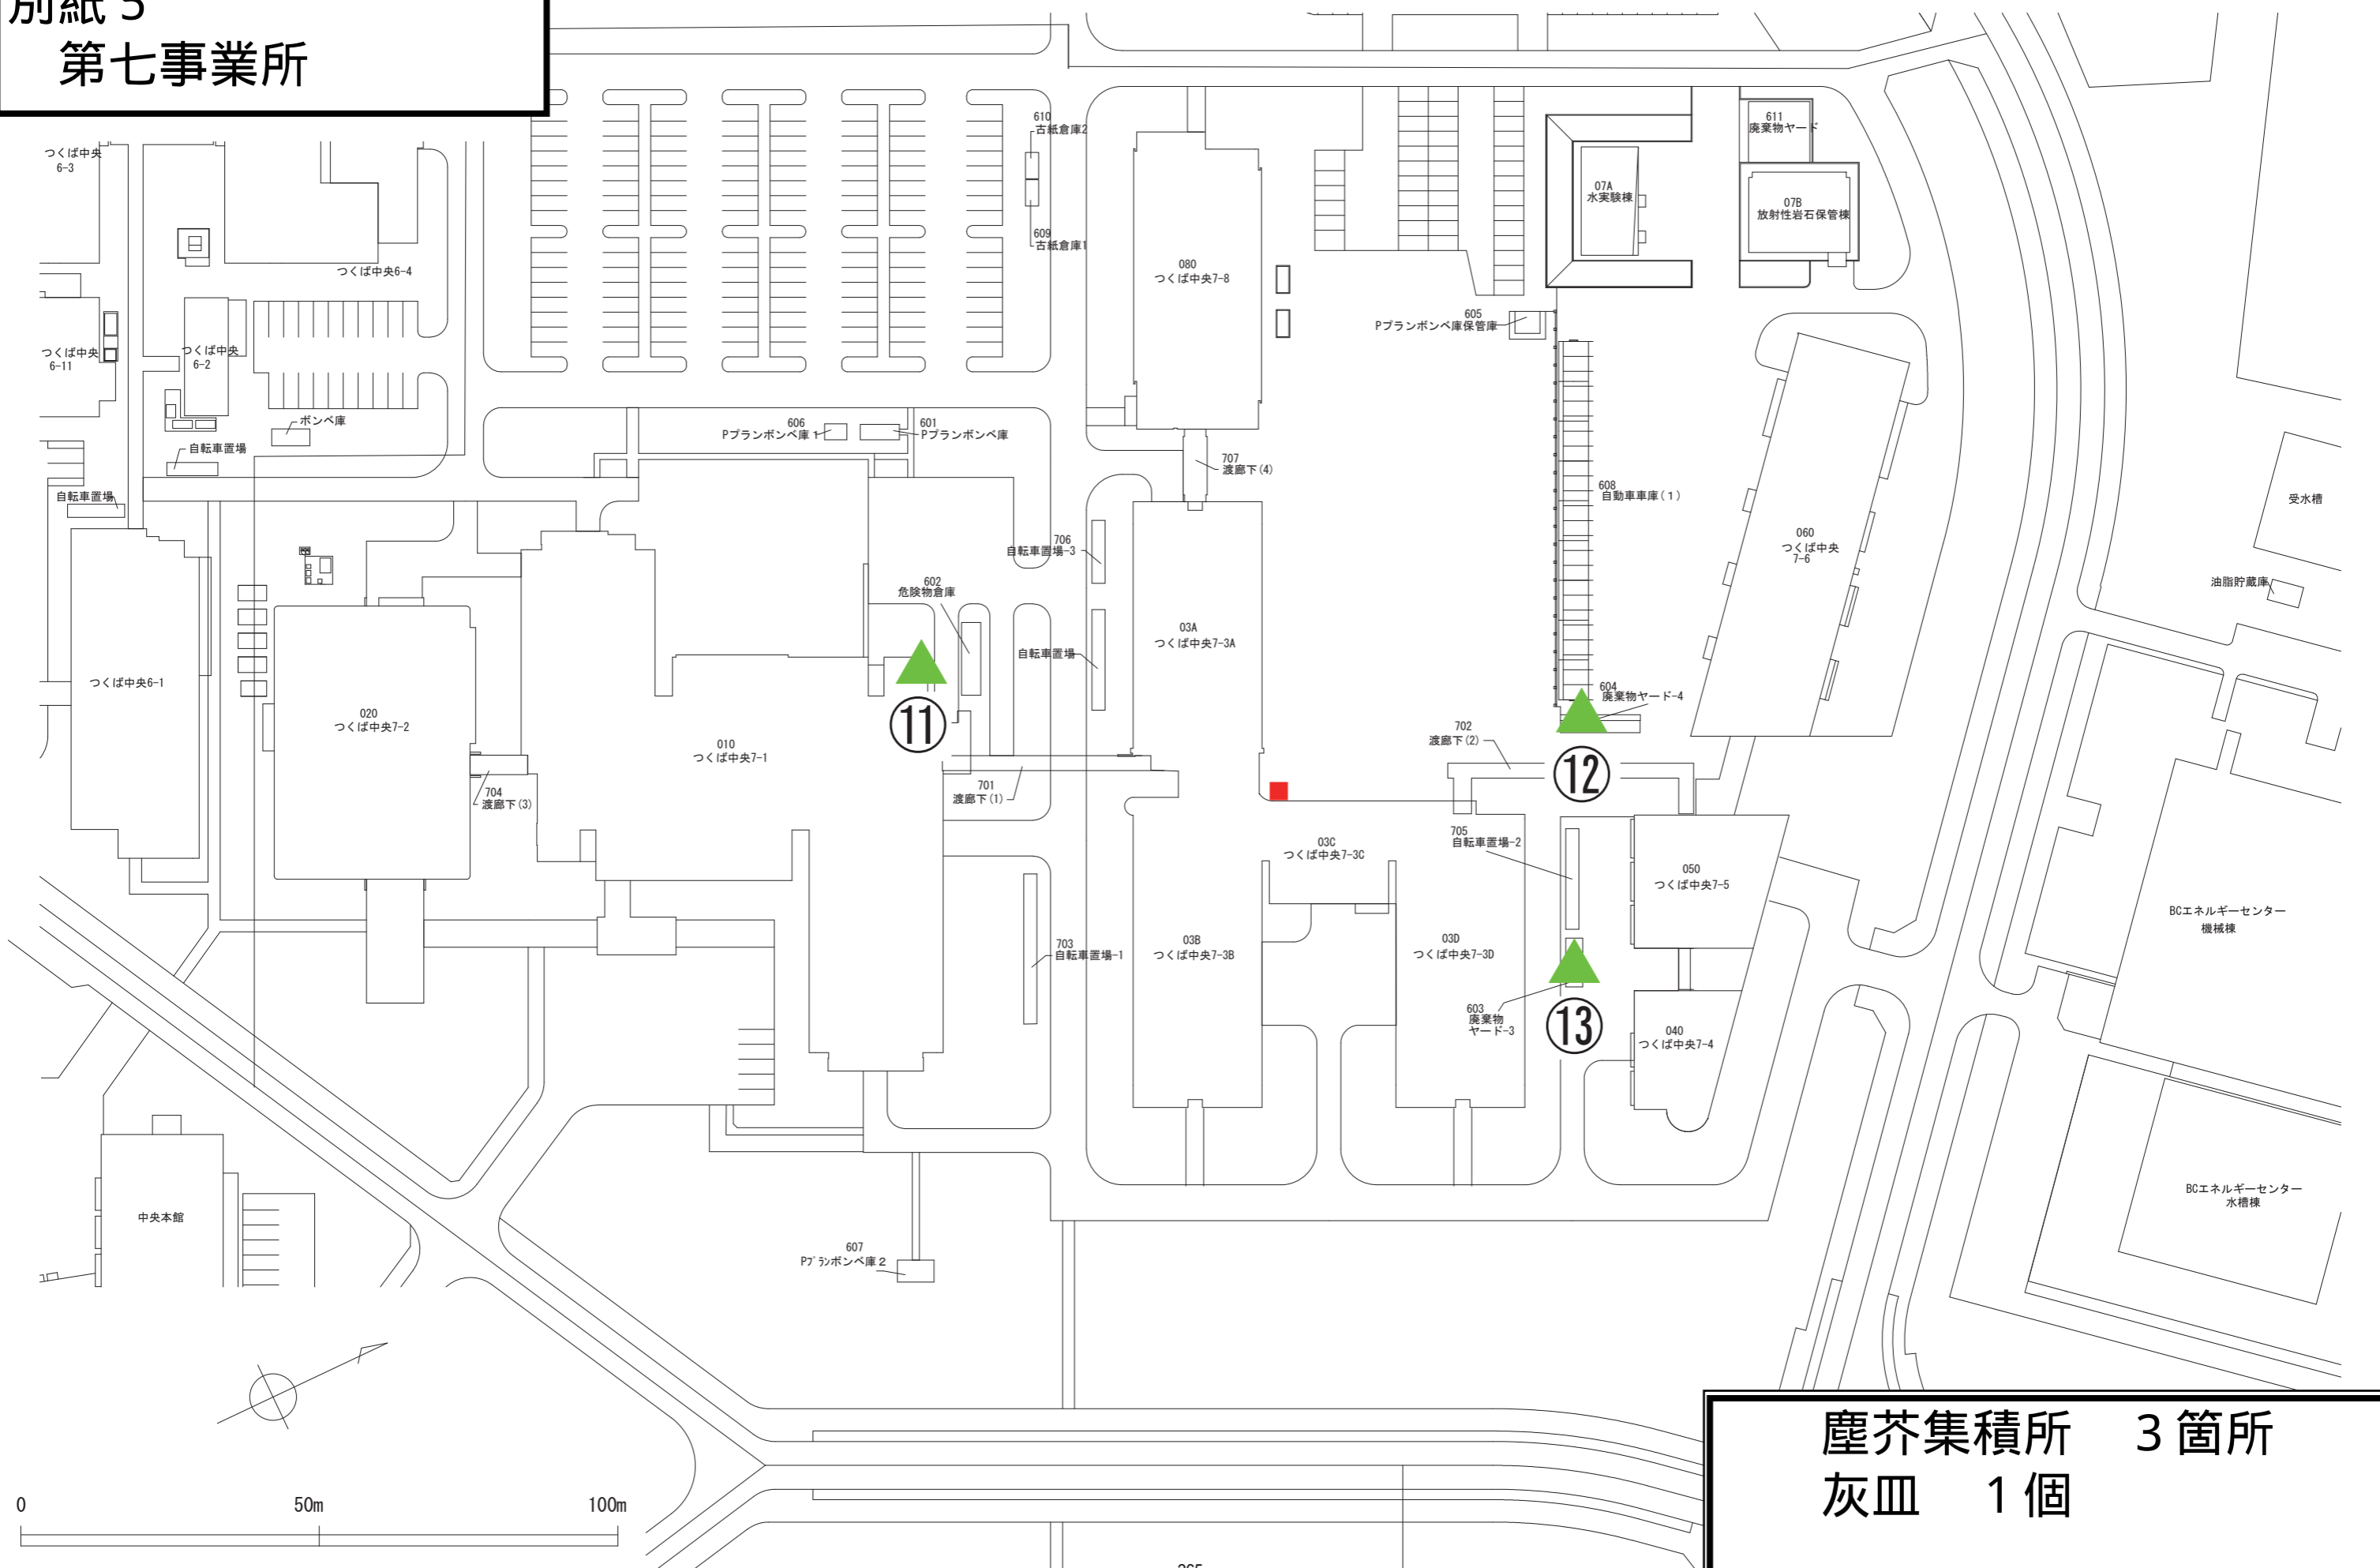 別紙5
第七事業所
つくば中央
6-3
つくば中央6-4
610
古紙倉庫2
609
古紙倉庫1
080
つくば中央7-8
07A
水実験棟
611
廃棄物ヤード
07B
放射性岩石保管棟
605
Pプランボンベ庫保管庫
つくば中央
6-11
つくば中央
6-2
ボンベ庫
自転車置場
自転車置場
606
Pプランボンベ庫1
601
Pプランボンベ庫
707
渡廊下(4)
608
自動車車庫(1)
060
つくば中央
7-6
受水槽
油脂貯蔵庫
706
自転車置場-3
602
危険物倉庫
自転車置場
03A
つくば中央7-3A
つくば中央6-1
020
つくば中央7-2
⑪
010
つくば中央7-1
604
廃棄物ヤード-4
702
渡廊下(2)
⑫
704
渡廊下(3)
701
渡廊下(1)
705
自転車置場-2
03C
つくば中央7-3C
050
つくば中央7-5
BCエネルギーセンター
機械棟
703
自転車置場-1
03B
つくば中央7-3B
03D
つくば中央7-3D
603
廃棄物
ヤード-3
⑬
040
つくば中央7-4
中央本館
607
Pプランボンベ庫2
BCエネルギーセンター
水槽棟
0 50m 100m
塵芥集積所 3箇所
灰皿 1個